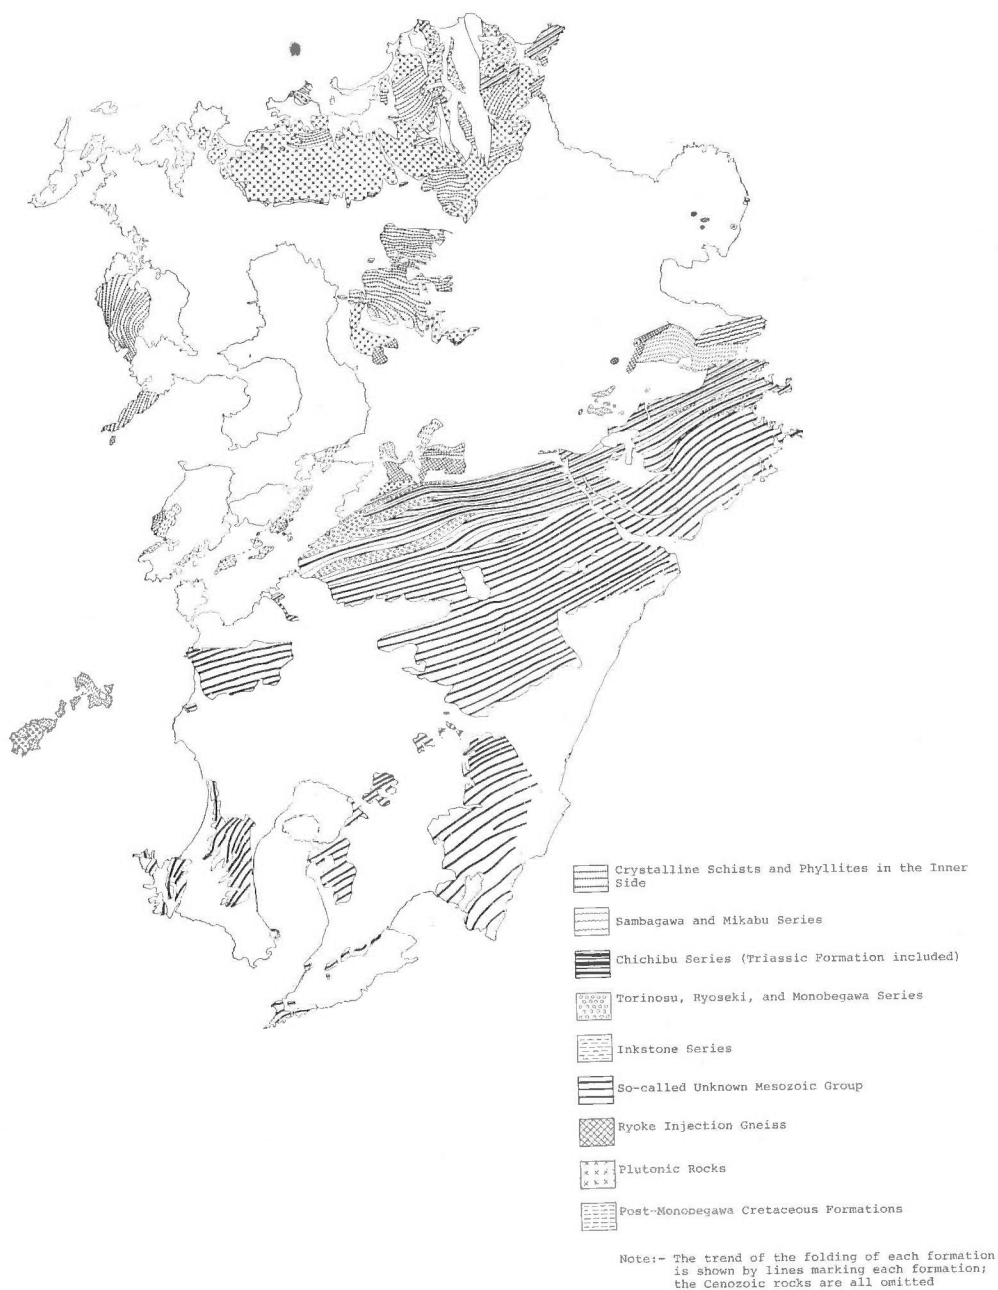 Crystalline Schists and Phyllites in the Inner
Side
Sambagawa and Mikabu Series
Chichibu Series (Triassic Formation included)
Torinosu, Ryoseki, and Monobegawa Series
Inkstone Series
So-called Unknown Mesozoic Group
Ryoke Injection Gneiss
Plutonic Rocks
Post-Monobegawa Cretaceous Formations
Note:- The trend of the folding of each formation
is shown by lines marking each formation;
the Cenozoic rocks are all omitted